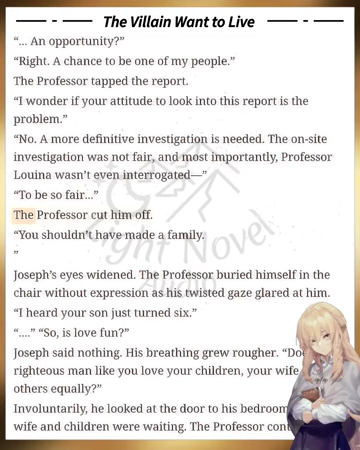 The Villain Want to Live
“... An opportunity?”
“Right. A chance to be one of my people.”
The Professor tapped the report.
“I wonder if your attitude to look into this report is the
problem.”
“No. A more definitive investigation is needed. The on-site
investigation was not fair, and most importantly, Professor
Louina wasn’t even interrogated—”
“To be so fair...”
The Professor cut him off.
“You shouldn’t have made a family.
”
Joseph’s eyes widened. The Professor buried himself in the
chair without expression as his twisted gaze glared at him.
“I heard your son just turned six.”
“....” “So, is love fun?”
Joseph said nothing. His breathing grew rougher. “Doe
righteous man like you love your children, your wife
others equally?”
Involuntarily, he looked at the door to his bedroom
wife and children were waiting. The Professor cont
Light Novel
Audio